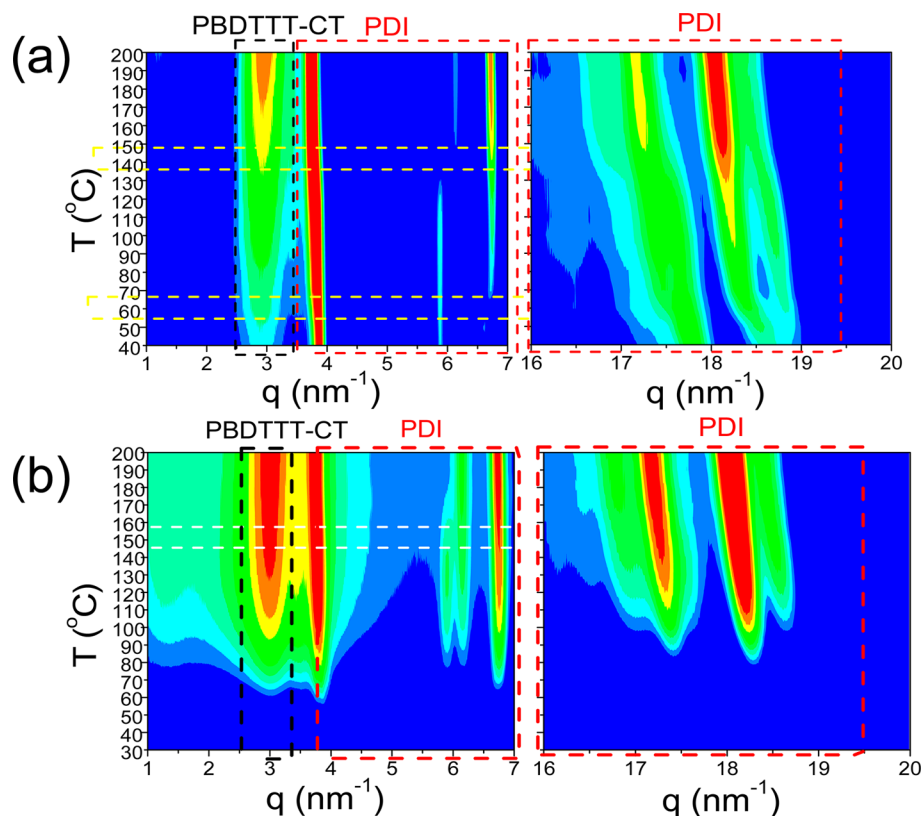 PBDTTT-CT
PDI
PDI
(a)
200
190
180
170
160
150
140
130
120
110
100
90
80
70
60
50
40
T (°C)
1 2 3 4 5 6 7
16 17 18 19 20
q (nm⁻¹)
q (nm⁻¹)
PBDTTT-CT
PDI
PDI
(b)
200
190
180
170
160
150
140
130
120
110
100
90
80
70
60
50
40
30
T (°C)
1 2 3 4 5 6 7
16 17 18 19 20
q (nm⁻¹)
q (nm⁻¹)